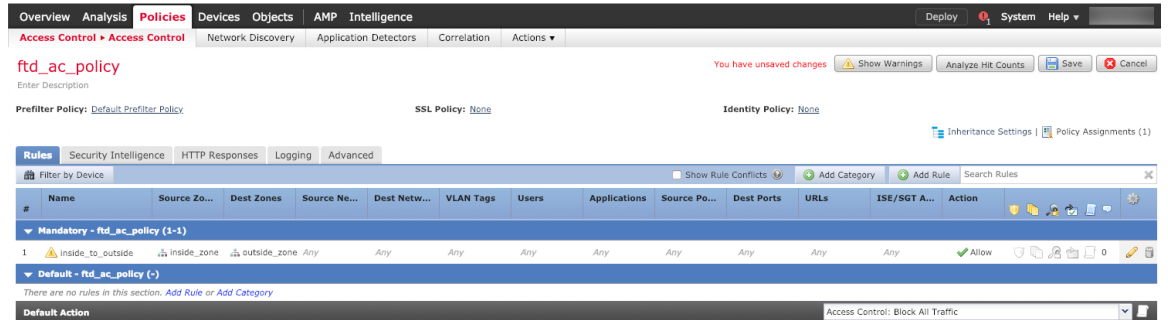 Overview Analysis Policies Devices Objects AMP Intelligence Deploy 1 System Help ▾
Access Control ▸ Access Control Network Discovery Application Detectors Correlation Actions ▾
ftd_ac_policy You have unsaved changes Show Warnings Analyze Hit Counts Save Cancel
Enter Description
Prefilter Policy: Default Prefilter Policy SSL Policy: None Identity Policy: None
Inheritance Settings | Policy Assignments (1)
Rules Security Intelligence HTTP Responses Logging Advanced
Filter by Device Show Rule Conflicts Add Category Add Rule Search Rules
# Name Source Zo... Dest Zones Source Ne... Dest Netw... VLAN Tags Users Applications Source Po... Dest Ports URLs ISE/SGT A... Action
Mandatory - ftd_ac_policy (1-1)
1 inside_to_outside inside_zone outside_zone Any Any Any Any Any Any Any Any Any Allow 0
Default - ftd_ac_policy (-)
There are no rules in this section. Add Rule or Add Category
Default Action Access Control: Block All Traffic